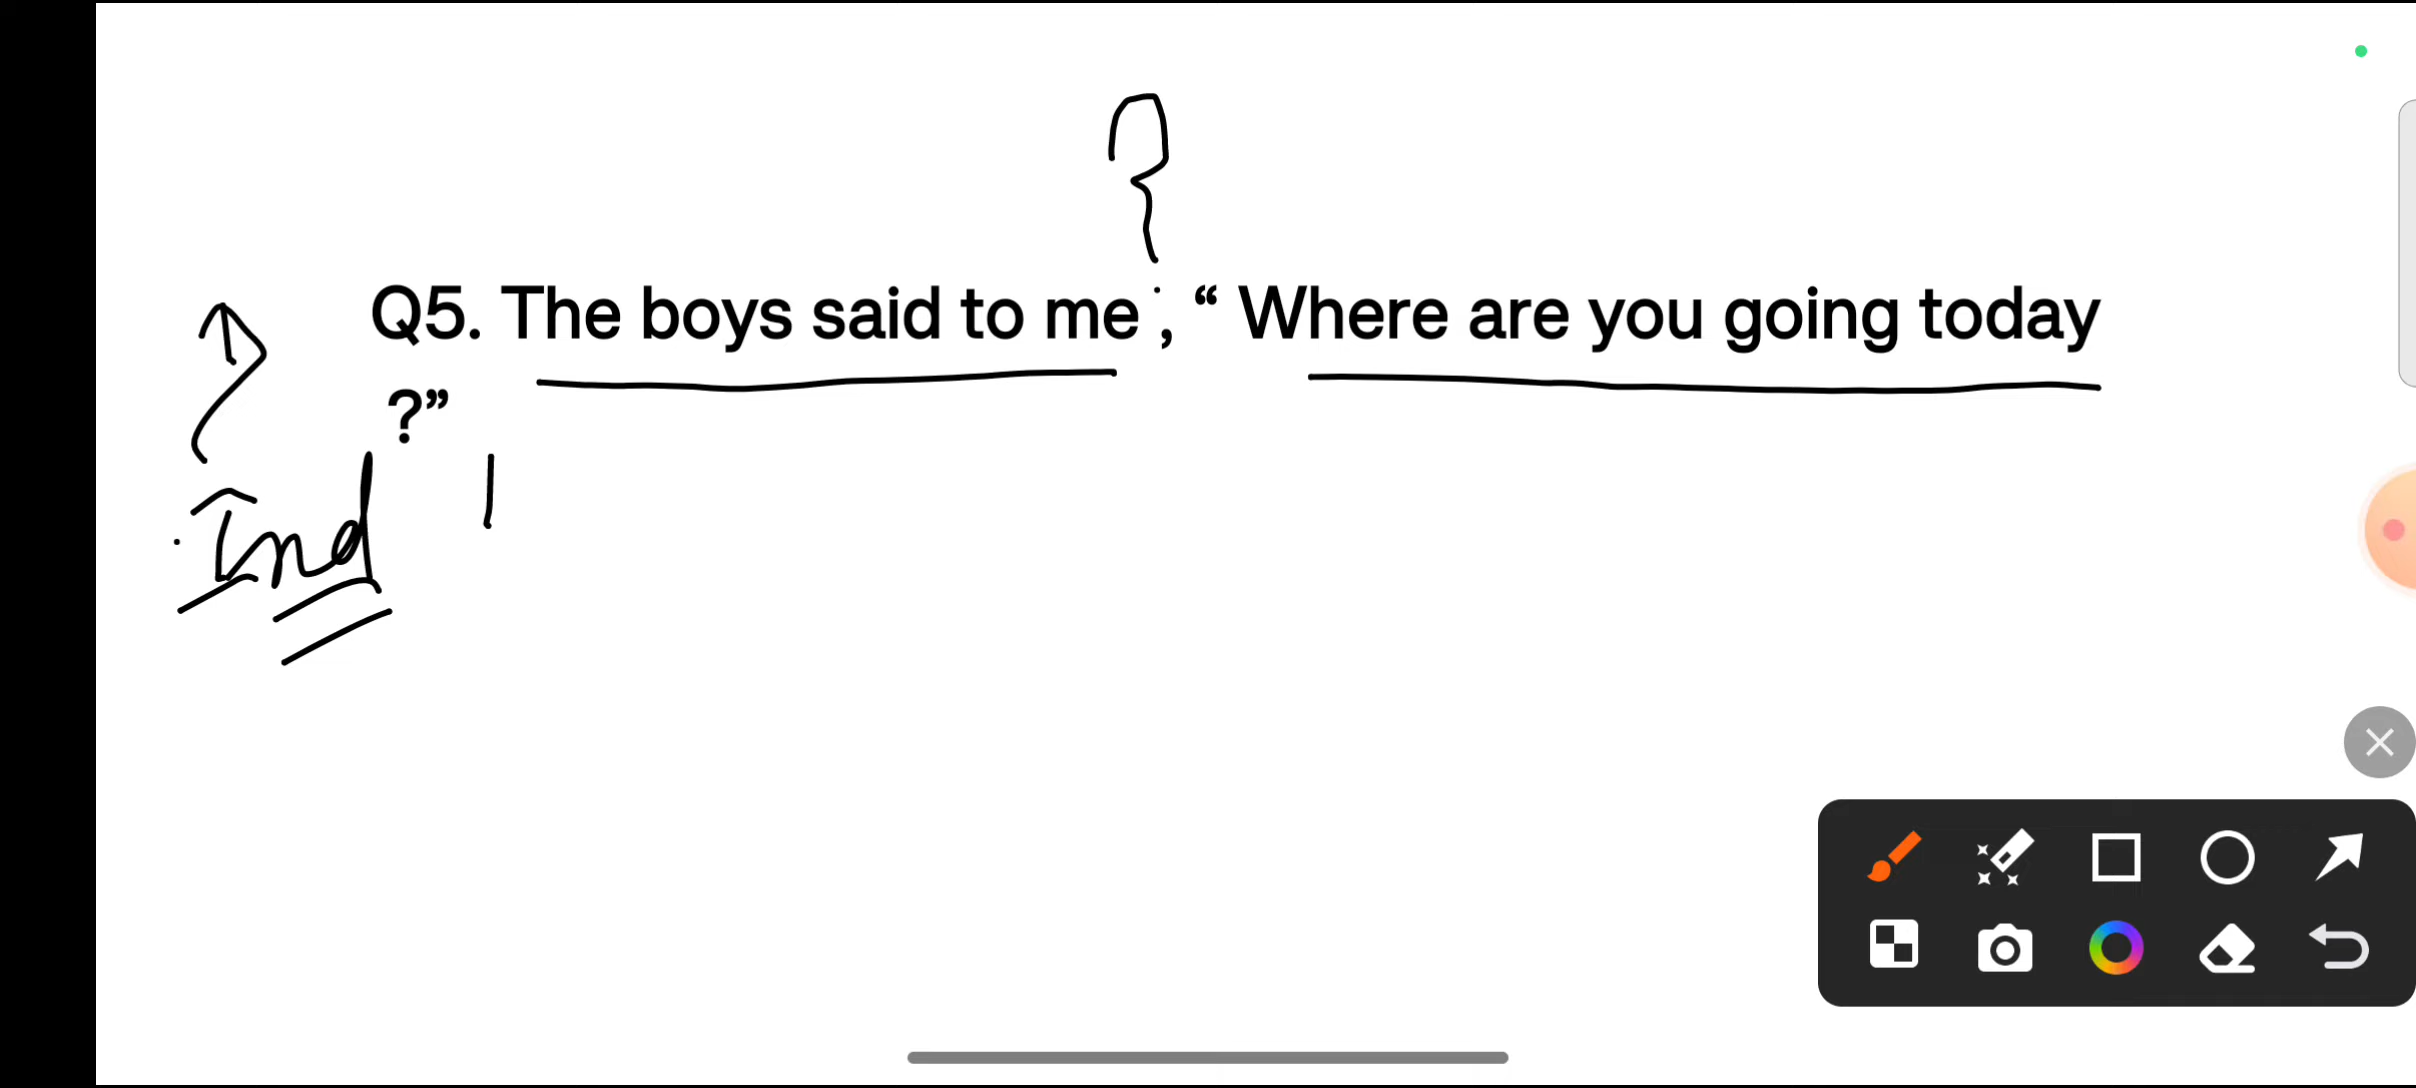 Q5. The boys said to me , “ Where are you going today
?”
Ind